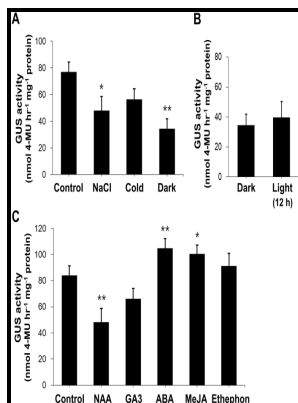 A
GUS activity
(nmol 4-MU hr⁻¹ mg⁻¹ protein)
100
80
60
40
20
0
*
**
Control NaCl Cold Dark
B
GUS activity
(nmol 4-MU hr⁻¹ mg⁻¹ protein)
80
60
40
20
0
Dark Light
(12 h)
C
GUS activity
(nmol 4-MU hr⁻¹ mg⁻¹ protein)
120
100
80
60
40
20
0
**
**
*
Control NAA GA3 ABA MeJA Ethephon